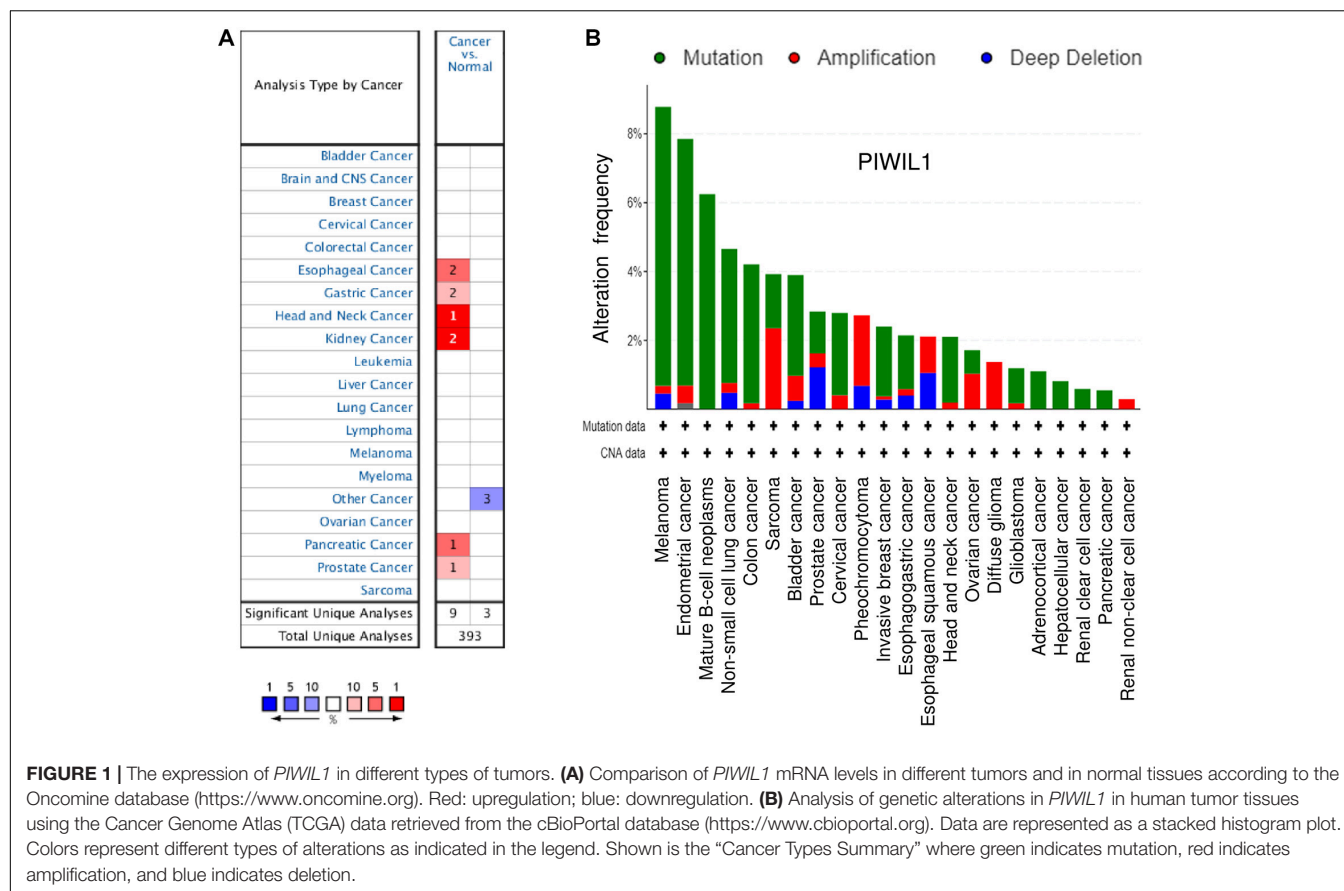 A
Analysis Type by Cancer
Cancer
vs.
Normal
Bladder Cancer
Brain and CNS Cancer
Breast Cancer
Cervical Cancer
Colorectal Cancer
Esophageal Cancer 2
Gastric Cancer 2
Head and Neck Cancer 1
Kidney Cancer 2
Leukemia
Liver Cancer
Lung Cancer
Lymphoma
Melanoma
Myeloma
Other Cancer 3
Ovarian Cancer
Pancreatic Cancer 1
Prostate Cancer 1
Sarcoma
Significant Unique Analyses 9 3
Total Unique Analyses 393
1 5 10 10 5 1
%
B
Mutation Amplification Deep Deletion
PIWIL1
Alteration frequency
8%
6%
4%
2%
Mutation data + + + + + + + + + + + + + + + + + + + + + +
CNA data + + + + + + + + + + + + + + + + + + + + + +
Melanoma
Endometrial cancer
Mature B-cell neoplasms
Non-small cell lung cancer
Colon cancer
Sarcoma
Bladder cancer
Prostate cancer
Cervical cancer
Pheochromocytoma
Invasive breast cancer
Esophagogastric cancer
Esophageal squamous cancer
Head and neck cancer
Ovarian cancer
Diffuse glioma
Glioblastoma
Adrenocortical cancer
Hepatocellular cancer
Renal clear cell cancer
Pancreatic cancer
Renal non-clear cell cancer
FIGURE 1 | The expression of PIWIL1 in different types of tumors. (A) Comparison of PIWIL1 mRNA levels in different tumors and in normal tissues according to the
Oncomine database (https://www.oncomine.org). Red: upregulation; blue: downregulation. (B) Analysis of genetic alterations in PIWIL1 in human tumor tissues
using the Cancer Genome Atlas (TCGA) data retrieved from the cBioPortal database (https://www.cbioportal.org). Data are represented as a stacked histogram plot.
Colors represent different types of alterations as indicated in the legend. Shown is the “Cancer Types Summary” where green indicates mutation, red indicates
amplification, and blue indicates deletion.